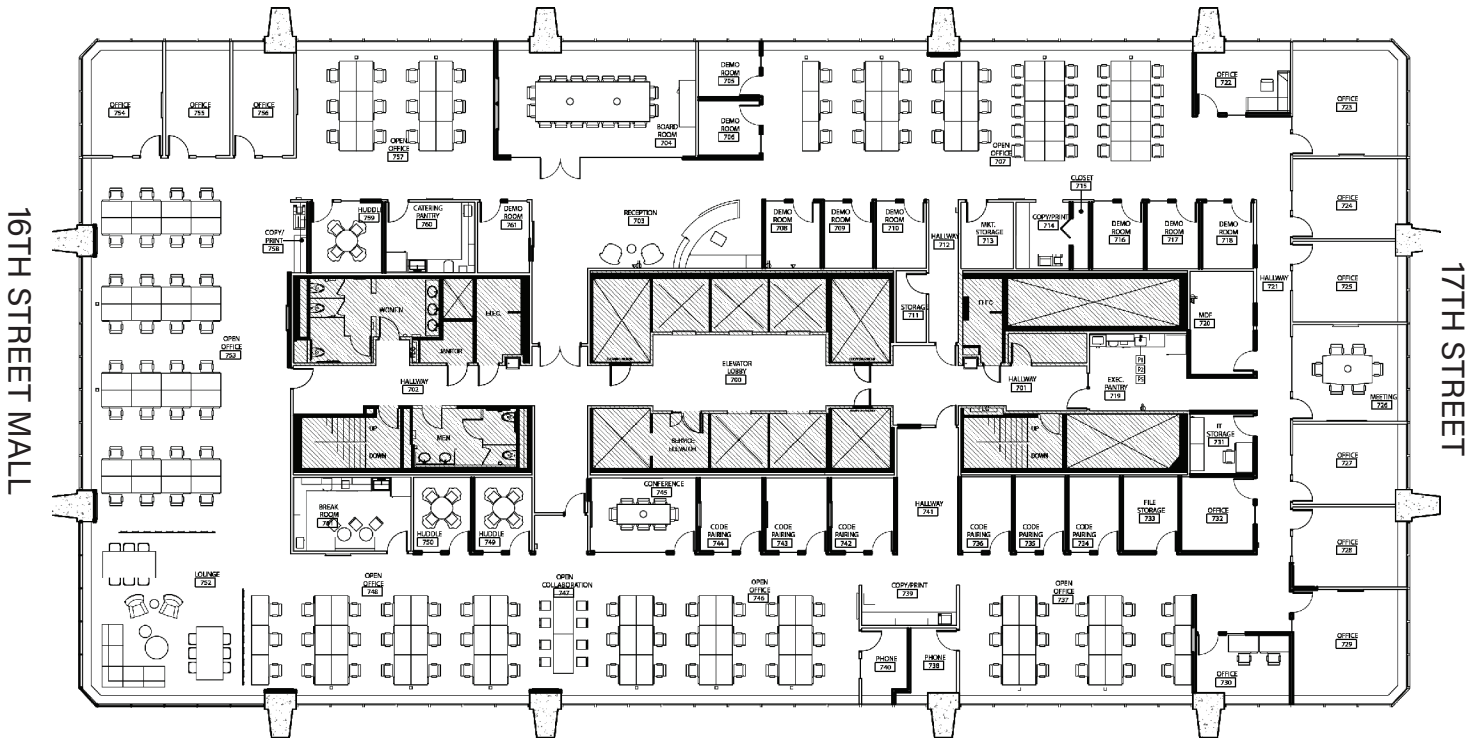 16TH STREET MALL
OFFICE
754
OFFICE
755
OFFICE
756
OPEN
OFFICE
757
BOARD
ROOM
704
DEMO
ROOM
705
DEMO
ROOM
706
OPEN
OFFICE
707
OFFICE
722
OFFICE
723
COPY/
PRINT
758
HUDDLE
759
CATERING
PANTRY
760
DEMO
ROOM
761
RECEPTION
703
DEMO
ROOM
708
DEMO
ROOM
709
DEMO
ROOM
710
HALLWAY
712
MKT.
STORAGE
713
COPY/PRINT
714
CLOSET
715
DEMO
ROOM
716
DEMO
ROOM
717
DEMO
ROOM
718
OFFICE
724
HALLWAY
721
OFFICE
725
WOMEN
JANITOR
ELEC.
STORAGE
711
ELEC.
MDF
720
OPEN
OFFICE
753
HALLWAY
702
ELEVATOR
LOBBY
700
HALLWAY
701
EXEC.
PANTRY
719
P1
P2
P3
MEETING
726
UP
DOWN
MEN
SERVICE
ELEVATOR
UP
DOWN
IT
STORAGE
731
OFFICE
727
BREAK
ROOM
HUDDLE
750
HUDDLE
749
CONFERENCE
745
CODE
PAIRING
744
CODE
PAIRING
743
CODE
PAIRING
742
HALLWAY
741
CODE
PAIRING
736
CODE
PAIRING
735
CODE
PAIRING
734
FILE
STORAGE
733
OFFICE
732
OFFICE
728
LOUNGE
752
OPEN
OFFICE
748
OPEN
COLLABORATION
747
OPEN
OFFICE
746
COPY/PRINT
739
OPEN
OFFICE
737
PHONE
740
PHONE
738
OFFICE
730
OFFICE
729
17TH STREET